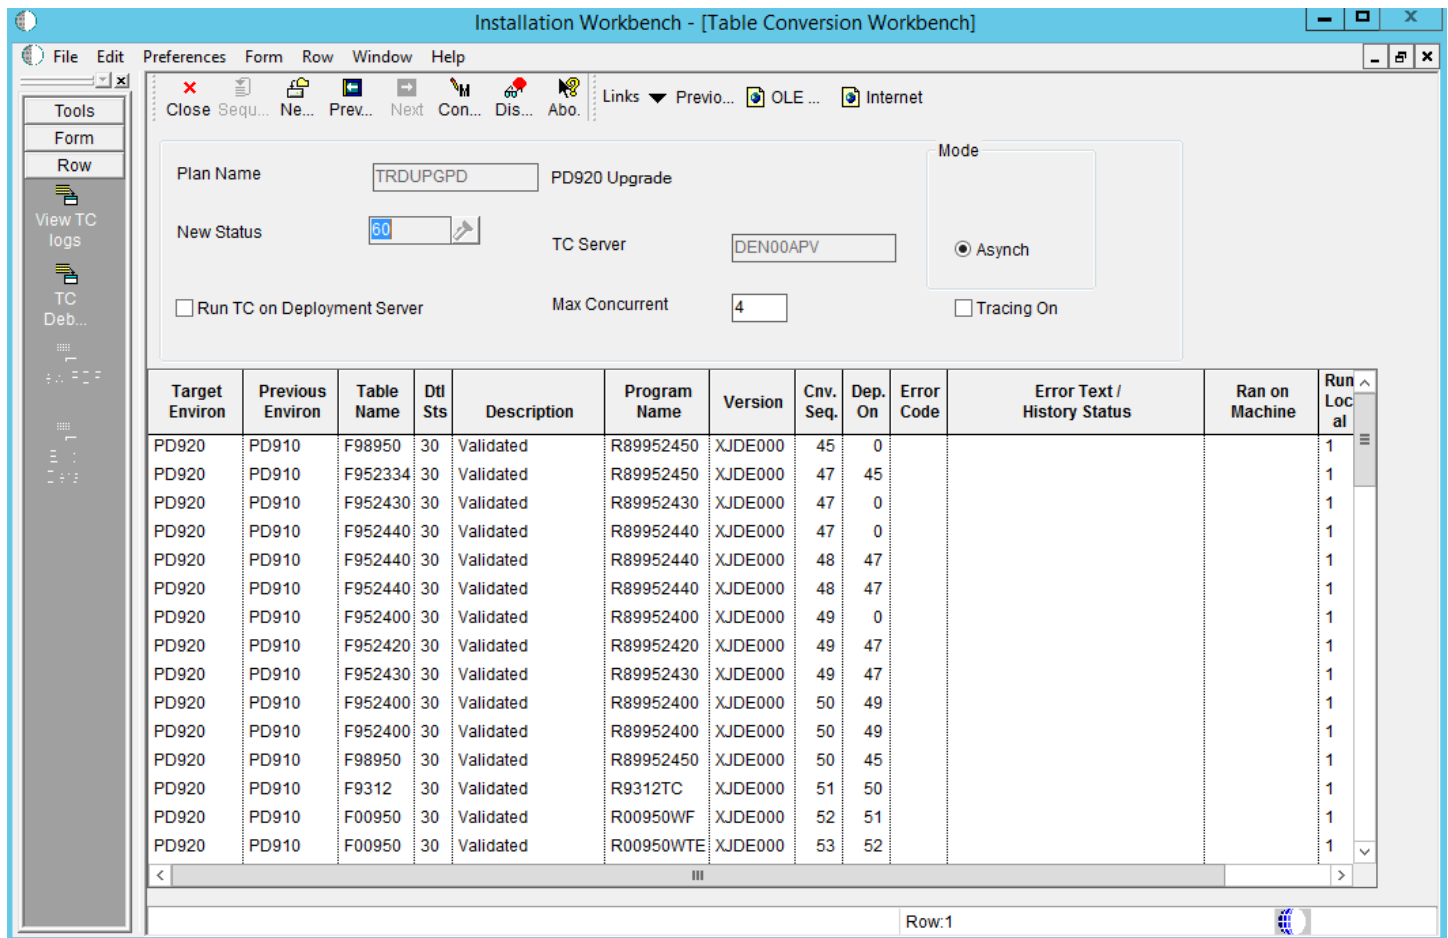 Installation Workbench - [Table Conversion Workbench]
File Edit Preferences Form Row Window Help
Close Sequ... Ne... Prev... Next Con... Dis... Abo. Links Previo... OLE ... Internet
Tools
Form
Row
View TC
logs
TC
Deb...
Mode
Plan Name TRDUPGPD PD920 Upgrade
New Status 60 TC Server DEN00APV Asynch
Run TC on Deployment Server Max Concurrent 4 Tracing On
Target Environ Previous Environ Table Name Dtl Sts Description Program Name Version Cnv. Seq. Dep. On Error Code Error Text / History Status Ran on Machine Run Loc al
PD920 PD910 F98950 30 Validated R89952450 XJDE000 45 0 1
PD920 PD910 F952334 30 Validated R89952450 XJDE000 47 45 1
PD920 PD910 F952430 30 Validated R89952430 XJDE000 47 0 1
PD920 PD910 F952440 30 Validated R89952440 XJDE000 47 0 1
PD920 PD910 F952440 30 Validated R89952440 XJDE000 48 47 1
PD920 PD910 F952440 30 Validated R89952440 XJDE000 48 47 1
PD920 PD910 F952400 30 Validated R89952400 XJDE000 49 0 1
PD920 PD910 F952420 30 Validated R89952420 XJDE000 49 47 1
PD920 PD910 F952430 30 Validated R89952430 XJDE000 49 47 1
PD920 PD910 F952400 30 Validated R89952400 XJDE000 50 49 1
PD920 PD910 F952400 30 Validated R89952400 XJDE000 50 49 1
PD920 PD910 F98950 30 Validated R89952450 XJDE000 50 45 1
PD920 PD910 F9312 30 Validated R9312TC XJDE000 51 50 1
PD920 PD910 F00950 30 Validated R00950WF XJDE000 52 51 1
PD920 PD910 F00950 30 Validated R00950WTE XJDE000 53 52 1
Row:1